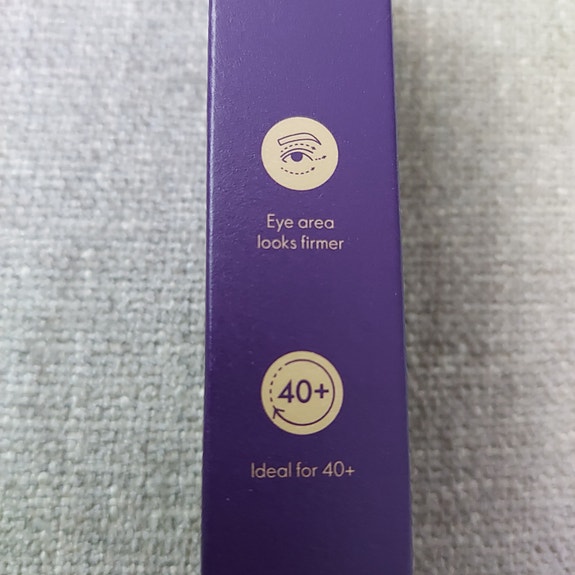 Eye area
looks firmer
40+
Ideal for 40+